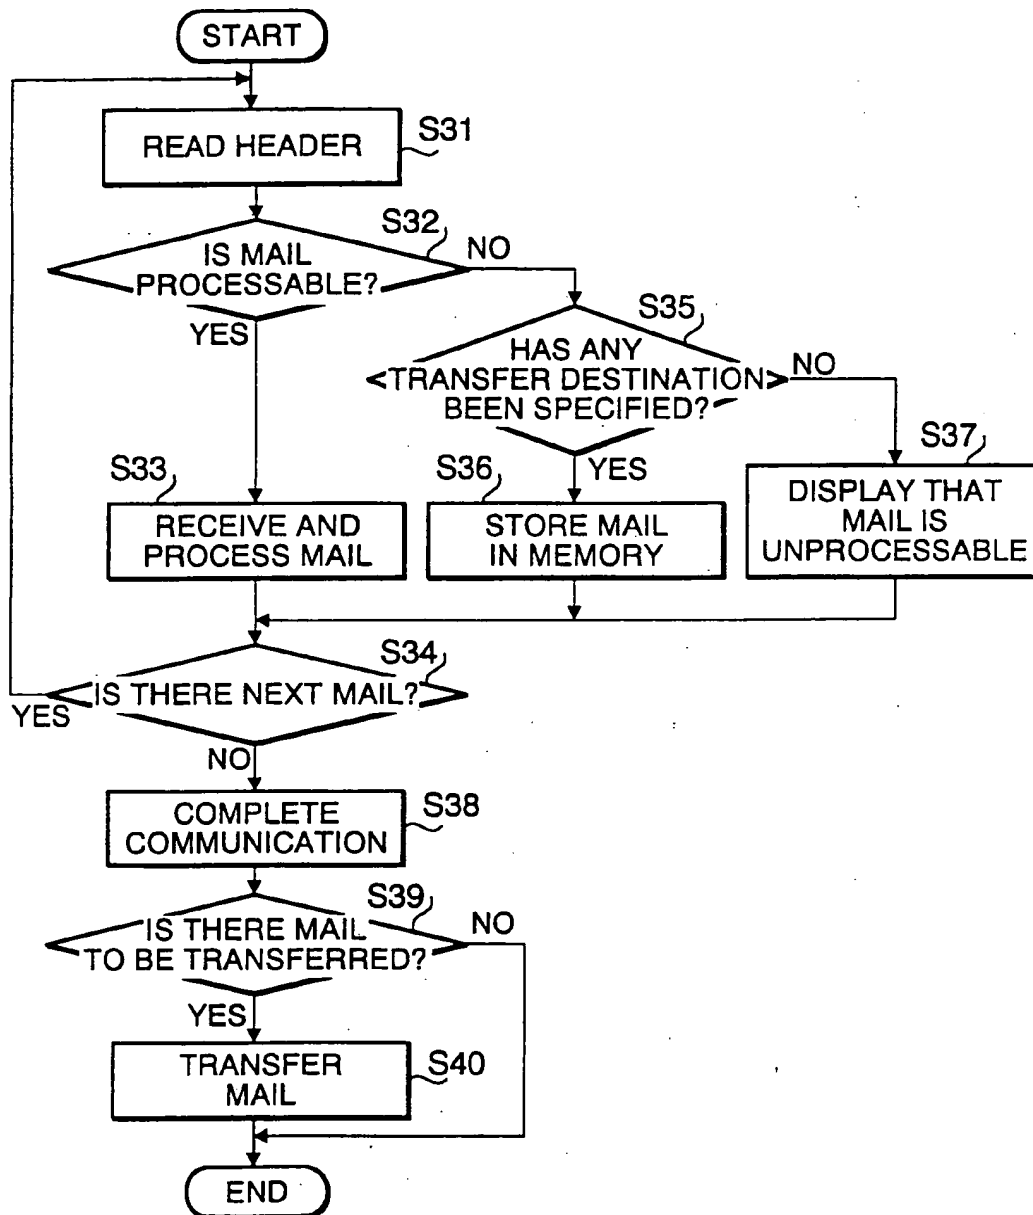 START
READ HEADER
S31
IS MAIL
PROCESSABLE?
S32
NO
YES
HAS ANY
TRANSFER DESTINATION
BEEN SPECIFIED?
S35
NO
YES
S33
RECEIVE AND
PROCESS MAIL
S36
STORE MAIL
IN MEMORY
S37
DISPLAY THAT
MAIL IS
UNPROCESSABLE
S34
IS THERE NEXT MAIL?
YES
NO
COMPLETE
COMMUNICATION
S38
S39
IS THERE MAIL
TO BE TRANSFERRED?
NO
YES
TRANSFER
MAIL
S40
END